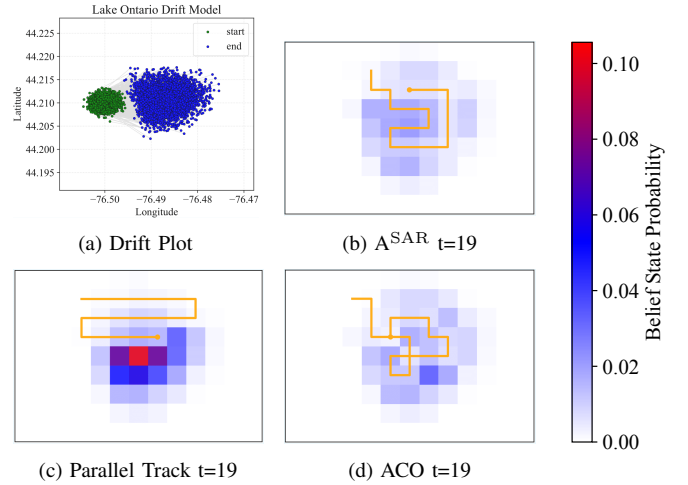 Lake Ontario Drift Model
start
end
Latitude
44.225
44.220
44.215
44.210
44.205
44.200
44.195
−76.50 −76.49 −76.48 −76.47
Longitude
(a) Drift Plot
(b) A^SAR t=19
(c) Parallel Track t=19
(d) ACO t=19
0.10
0.08
0.06
0.04
0.02
0.00
Belief State Probability